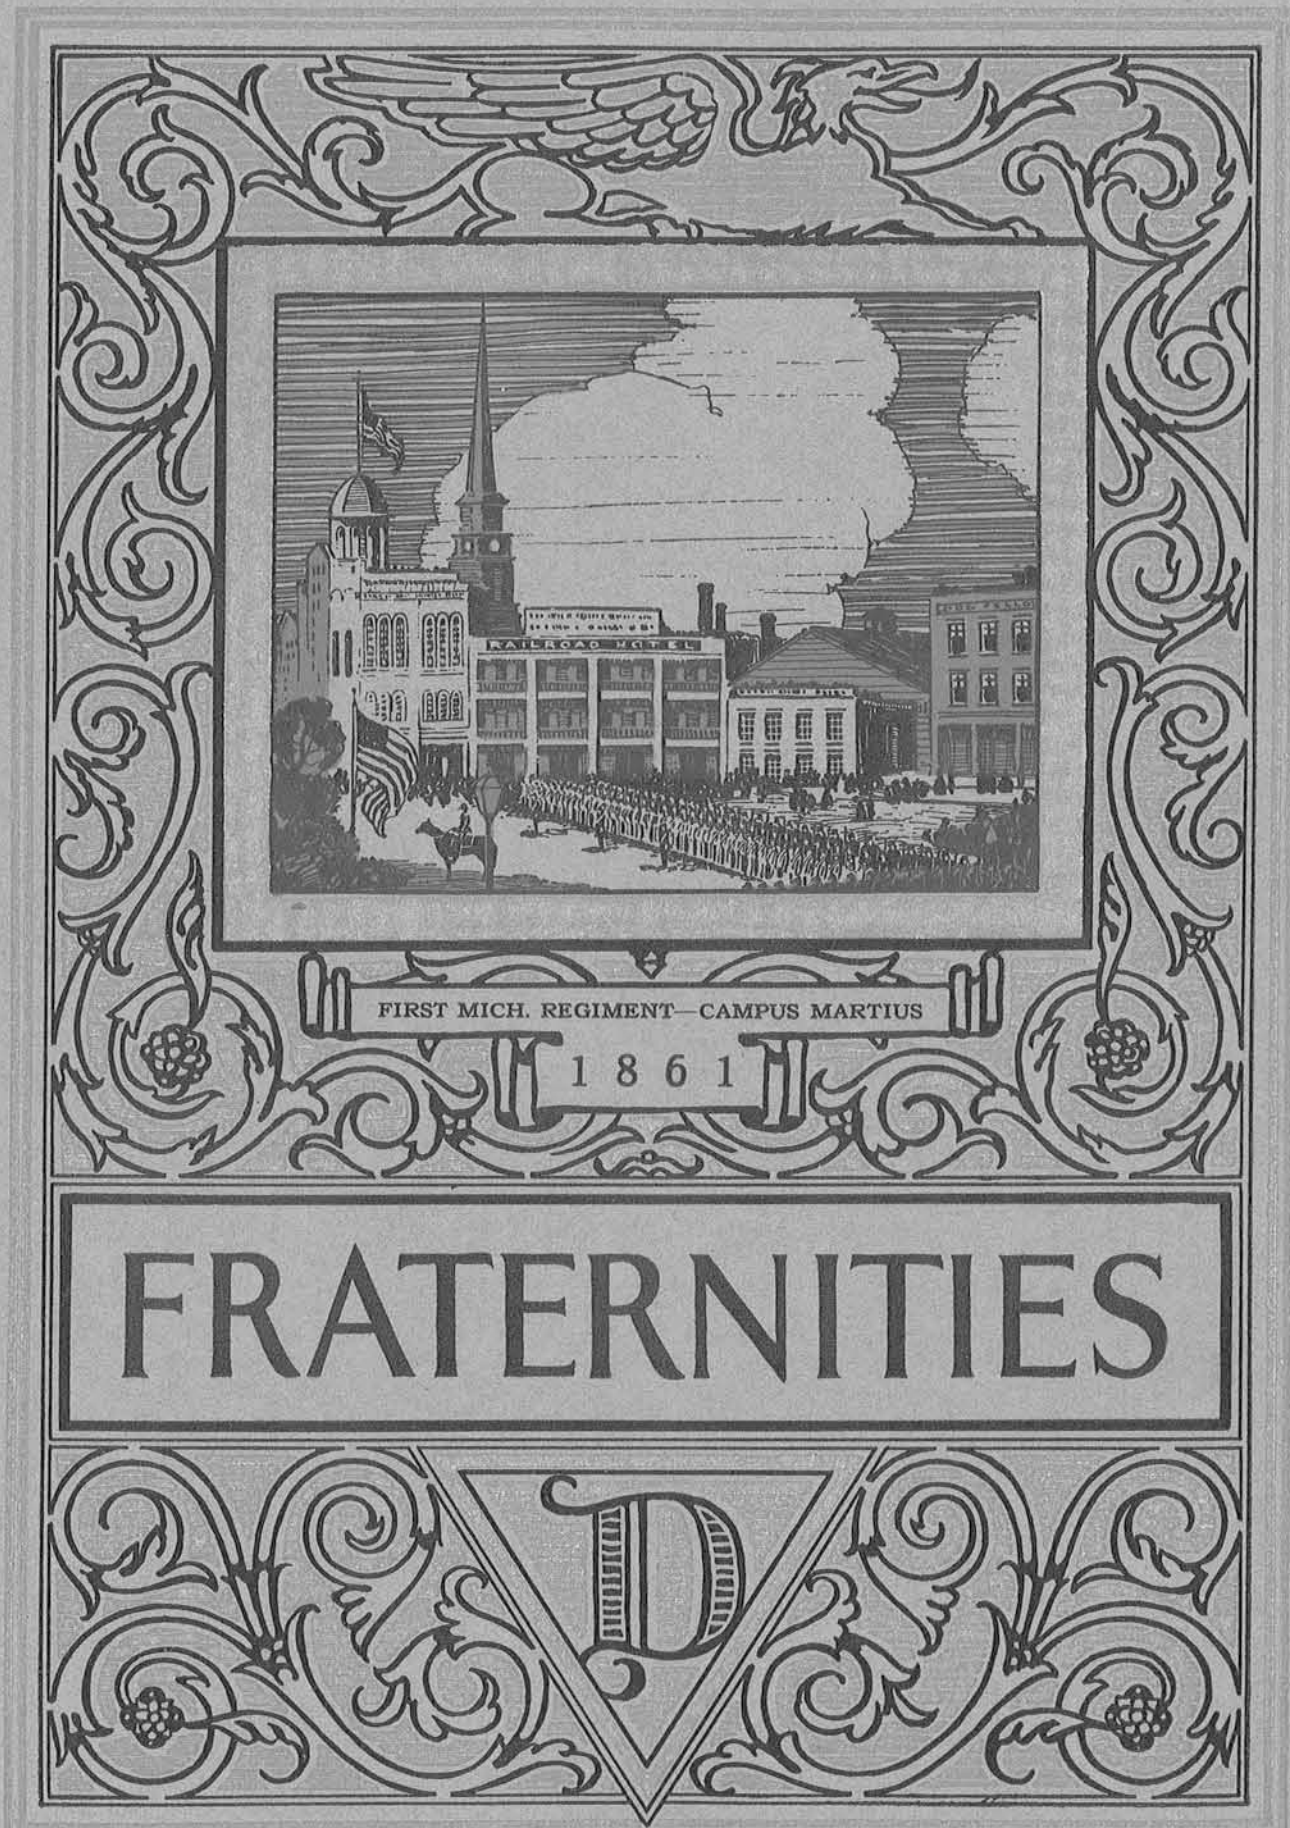 RAILROAD HOTEL
FIRST MICH. REGIMENT—CAMPUS MARTIUS
1861
FRATERNITIES
D